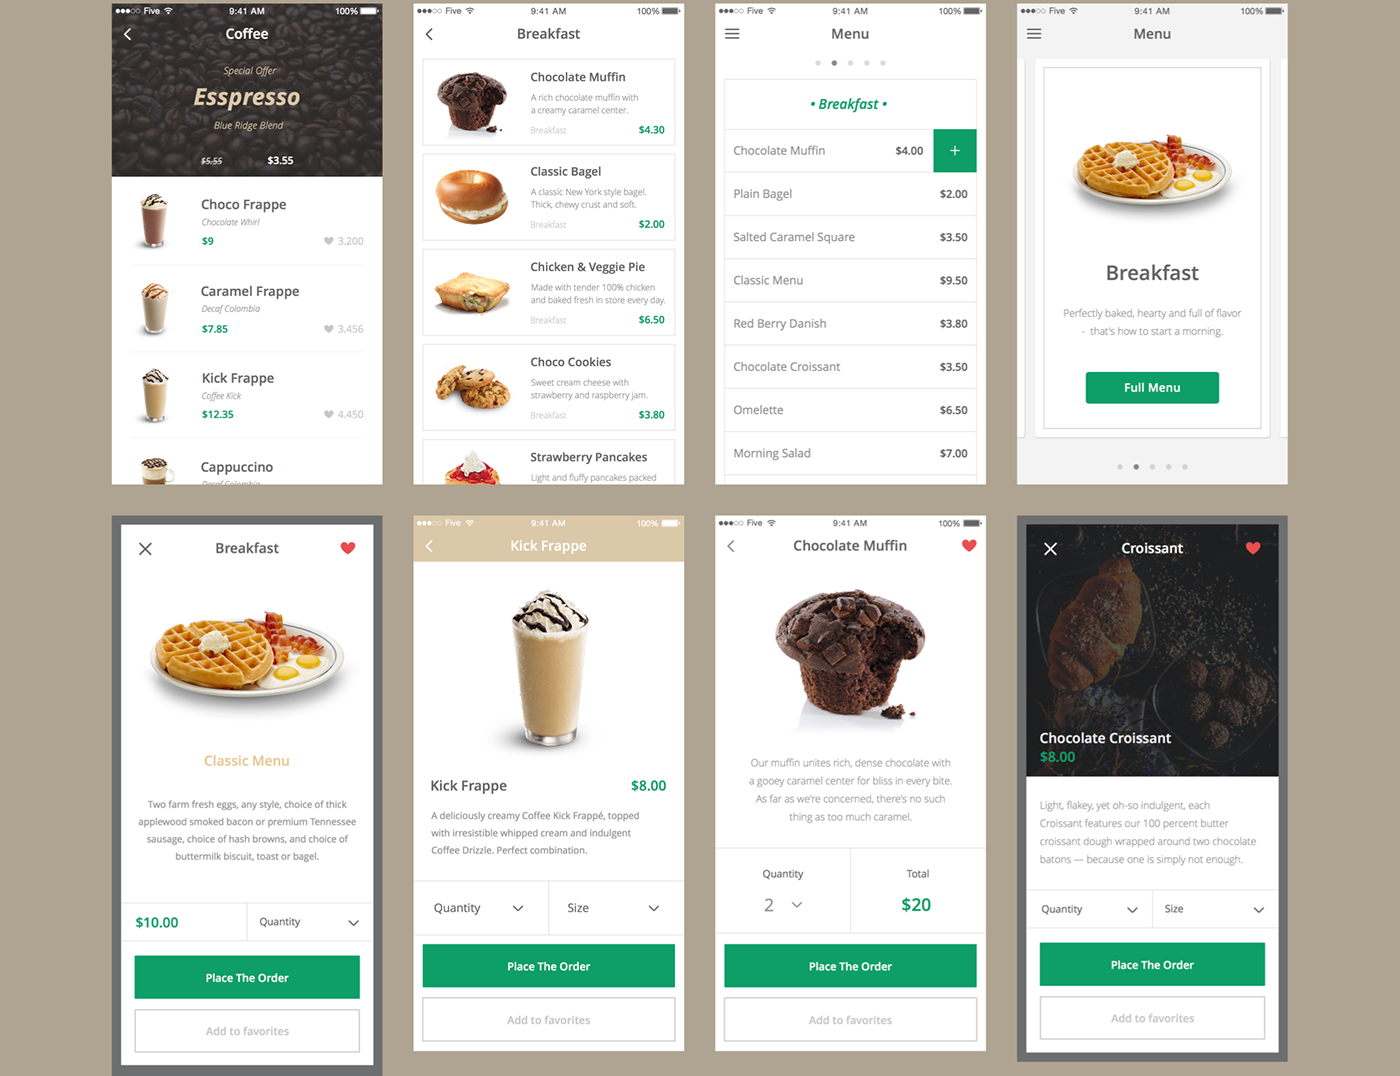 Five 9:41 AM 100%
Coffee
Special Offer
Esspresso
Blue Ridge Blend
$5.55 $3.55
Choco Frappe
Chocolate Whirl
$9 3.200
Caramel Frappe
Decaf Colombia
$7.85 3.456
Kick Frappe
Coffee Kick
$12.35 4,450
Cappuccino
Decaf Colombia
Five 9:41 AM 100%
Breakfast
Chocolate Muffin
A rich chocolate muffin with
a creamy caramel center.
Breakfast $4.30
Classic Bagel
A classic New York style bagel.
Thick, chewy crust and soft.
Breakfast $2.00
Chicken & Veggie Pie
Made with tender 100% chicken
and baked fresh in store every day.
Breakfast $6.50
Choco Cookies
Sweet cream cheese with
strawberry and raspberry jam.
Breakfast $3.80
Strawberry Pancakes
Light and fluffy pancakes packed
Five 9:41 AM 100%
Menu
• Breakfast •
Chocolate Muffin $4.00 +
Plain Bagel $2.00
Salted Caramel Square $3.50
Classic Menu $9.50
Red Berry Danish $3.80
Chocolate Croissant $3.50
Omelette $6.50
Morning Salad $7.00
Five 9:41 AM 100%
Menu
Breakfast
Perfectly baked, hearty and full of flavor
- that's how to start a morning.
Full Menu
Breakfast
Classic Menu
Two farm fresh eggs, any style, choice of thick
applewood smoked bacon or premium Tennessee
sausage, choice of hash browns, and choice of
buttermilk biscuit, toast or bagel.
$10.00 Quantity
Place The Order
Add to favorites
Five 9:41 AM 100%
Kick Frappe
Kick Frappe $8.00
A deliciously creamy Coffee Kick Frappé, topped
with irresistible whipped cream and indulgent
Coffee Drizzle. Perfect combination.
Quantity Size
Place The Order
Add to favorites
Five 9:41 AM 100%
Chocolate Muffin
Our muffin unites rich, dense chocolate with
a gooey caramel center for bliss in every bite.
As far as we're concerned, there's no such
thing as too much caramel.
Quantity Total
2 $20
Place The Order
Add to favorites
Croissant
Chocolate Croissant
$8.00
Light, flakey, yet oh-so indulgent, each
Croissant features our 100 percent butter
croissant dough wrapped around two chocolate
batons — because one is simply not enough.
Quantity Size
Place The Order
Add to favorites